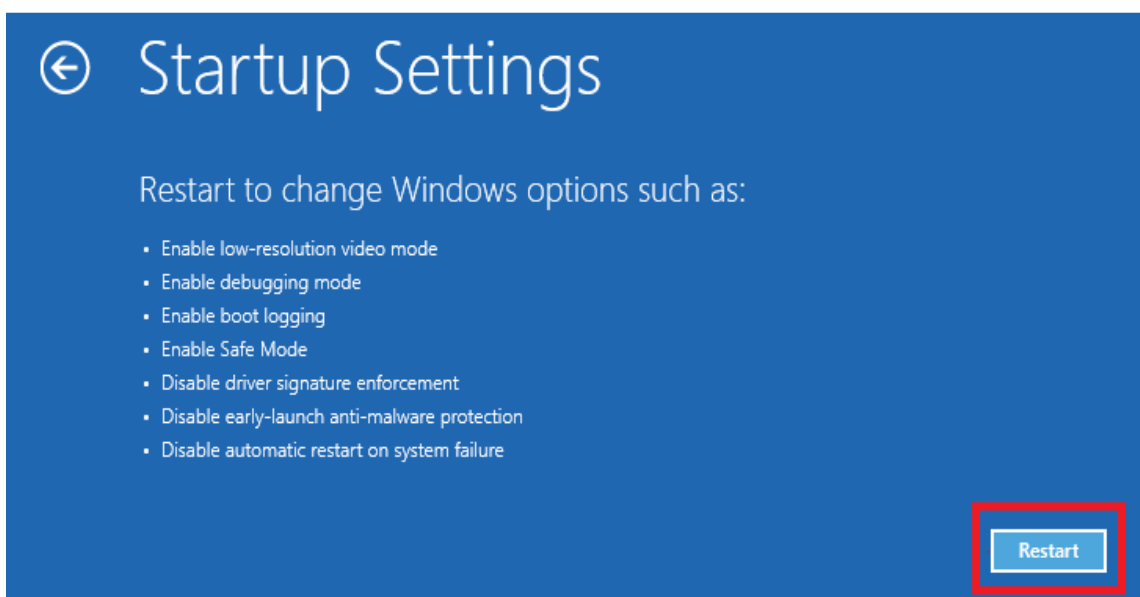 Startup Settings
Restart to change Windows options such as:
▪ Enable low-resolution video mode
▪ Enable debugging mode
▪ Enable boot logging
▪ Enable Safe Mode
▪ Disable driver signature enforcement
▪ Disable early-launch anti-malware protection
▪ Disable automatic restart on system failure
Restart